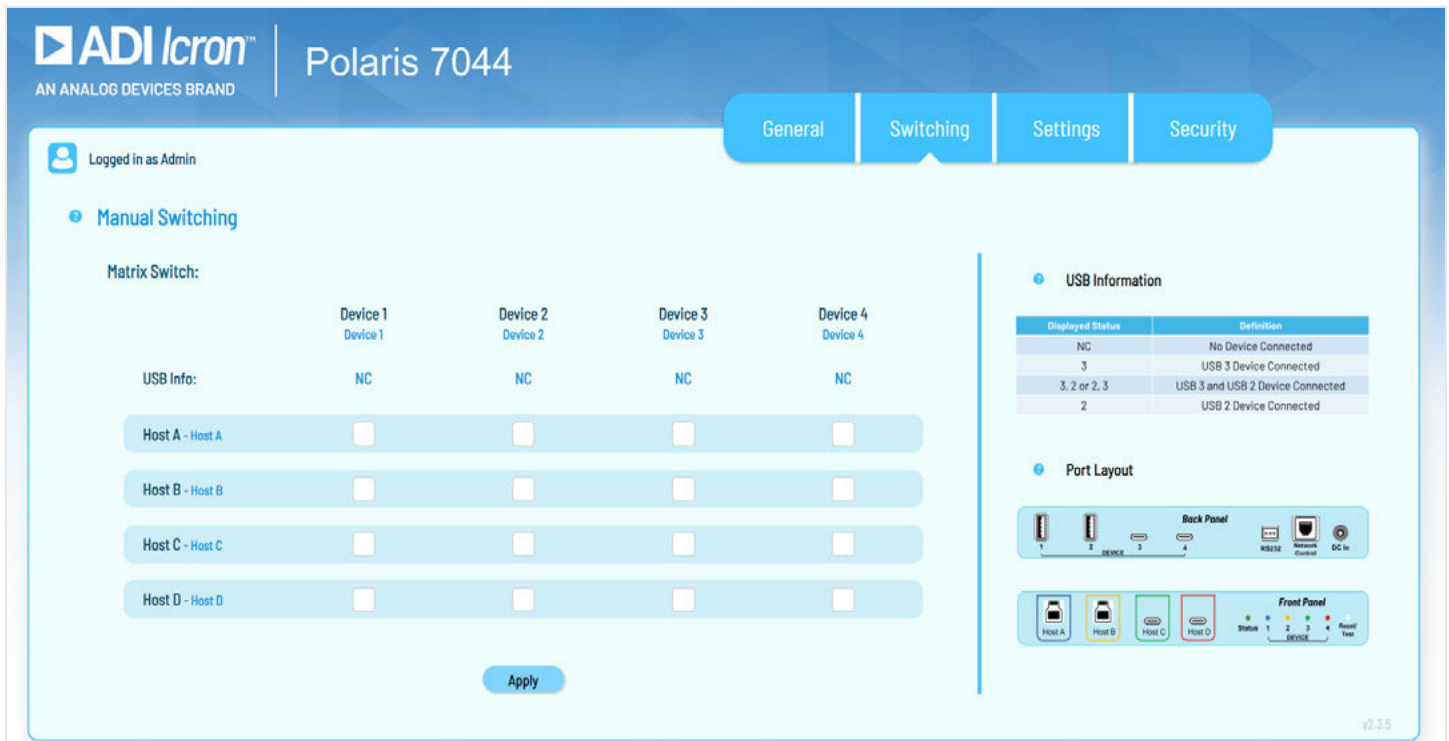 ADI Icron™
AN ANALOG DEVICES BRAND
Polaris 7044
General Switching Settings Security
Logged in as Admin
? Manual Switching
Matrix Switch:
Device 1 Device 2 Device 3 Device 4
Device 1 Device 2 Device 3 Device 4
USB Info: NC NC NC NC
Host A - Host A
Host B - Host B
Host C - Host C
Host D - Host D
Apply
? USB Information
Displayed Status Definition
NC No Device Connected
3 USB 3 Device Connected
3, 2 or 2, 3 USB 3 and USB 2 Device Connected
2 USB 2 Device Connected
? Port Layout
Back Panel
1 2 3 4 RS232 Network Control DC In
DEVICE
Front Panel
Host A Host B Host C Host D Status 1 2 3 4 Reset/ Test
DEVICE
v2.3.5